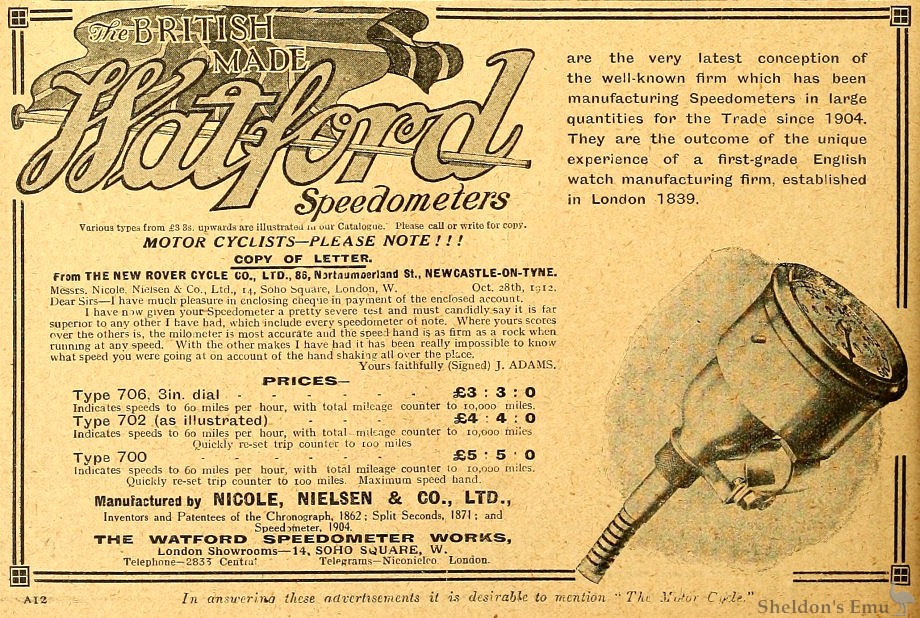 The BRITISH
MADE
Watford
Speedometers
Various types from £3 3s. upwards are illustrated in our Catalogue. Please call or write for copy.
MOTOR CYCLISTS—PLEASE NOTE!!!
COPY OF LETTER.
From THE NEW ROVER CYCLE CO., LTD., 86, Northumberland St., NEWCASTLE-ON-TYNE.
Messrs. Nicole, Nielsen & Co., Ltd., 14, Soho Square, London, W. Oct. 28th, 1912.
Dear Sirs—I have much pleasure in enclosing cheque in payment of the enclosed account.
I have now given your Speedometer a pretty severe test and must candidly say it is far
superior to any other I have had, which include every speedometer of note. Where yours scores
over the others is, the milometer is most accurate and the speed hand is as firm as a rock when
running at any speed. With the other makes I have had it has been really impossible to know
what speed you were going at on account of the hand shaking all over the place.
Yours faithfully (Signed) J. ADAMS.
PRICES—
Type 706, 3in. dial - - - - - - £3 : 3 : 0
Indicates speeds to 60 miles per hour, with total mileage counter to 10,000 miles.
Type 702 (as illustrated) - - - - - £4 : 4 : 0
Indicates speeds to 60 miles per hour, with total mileage counter to 10,000 miles
Quickly re-set trip counter to 100 miles
Type 700 - - - - - - - £5 : 5 : 0
Indicates speeds to 60 miles per hour, with total mileage counter to 10,000 miles.
Quickly re-set trip counter to 100 miles. Maximum speed hand.
Manufactured by NICOLE, NIELSEN & CO., LTD.,
Inventors and Patentees of the Chronograph, 1862; Split Seconds, 1871; and
Speedometer, 1904.
THE WATFORD SPEEDOMETER WORKS,
London Showrooms—14, SOHO SQUARE, W.
Telephone—2833 Central Telegrams—Niconielco London.
are the very latest conception of
the well-known firm which has been
manufacturing Speedometers in large
quantities for the Trade since 1904.
They are the outcome of the unique
experience of a first-grade English
watch manufacturing firm, established
in London 1839.
A12 In answering these advertisements it is desirable to mention "The Motor Cycle."
Sheldon's Emu